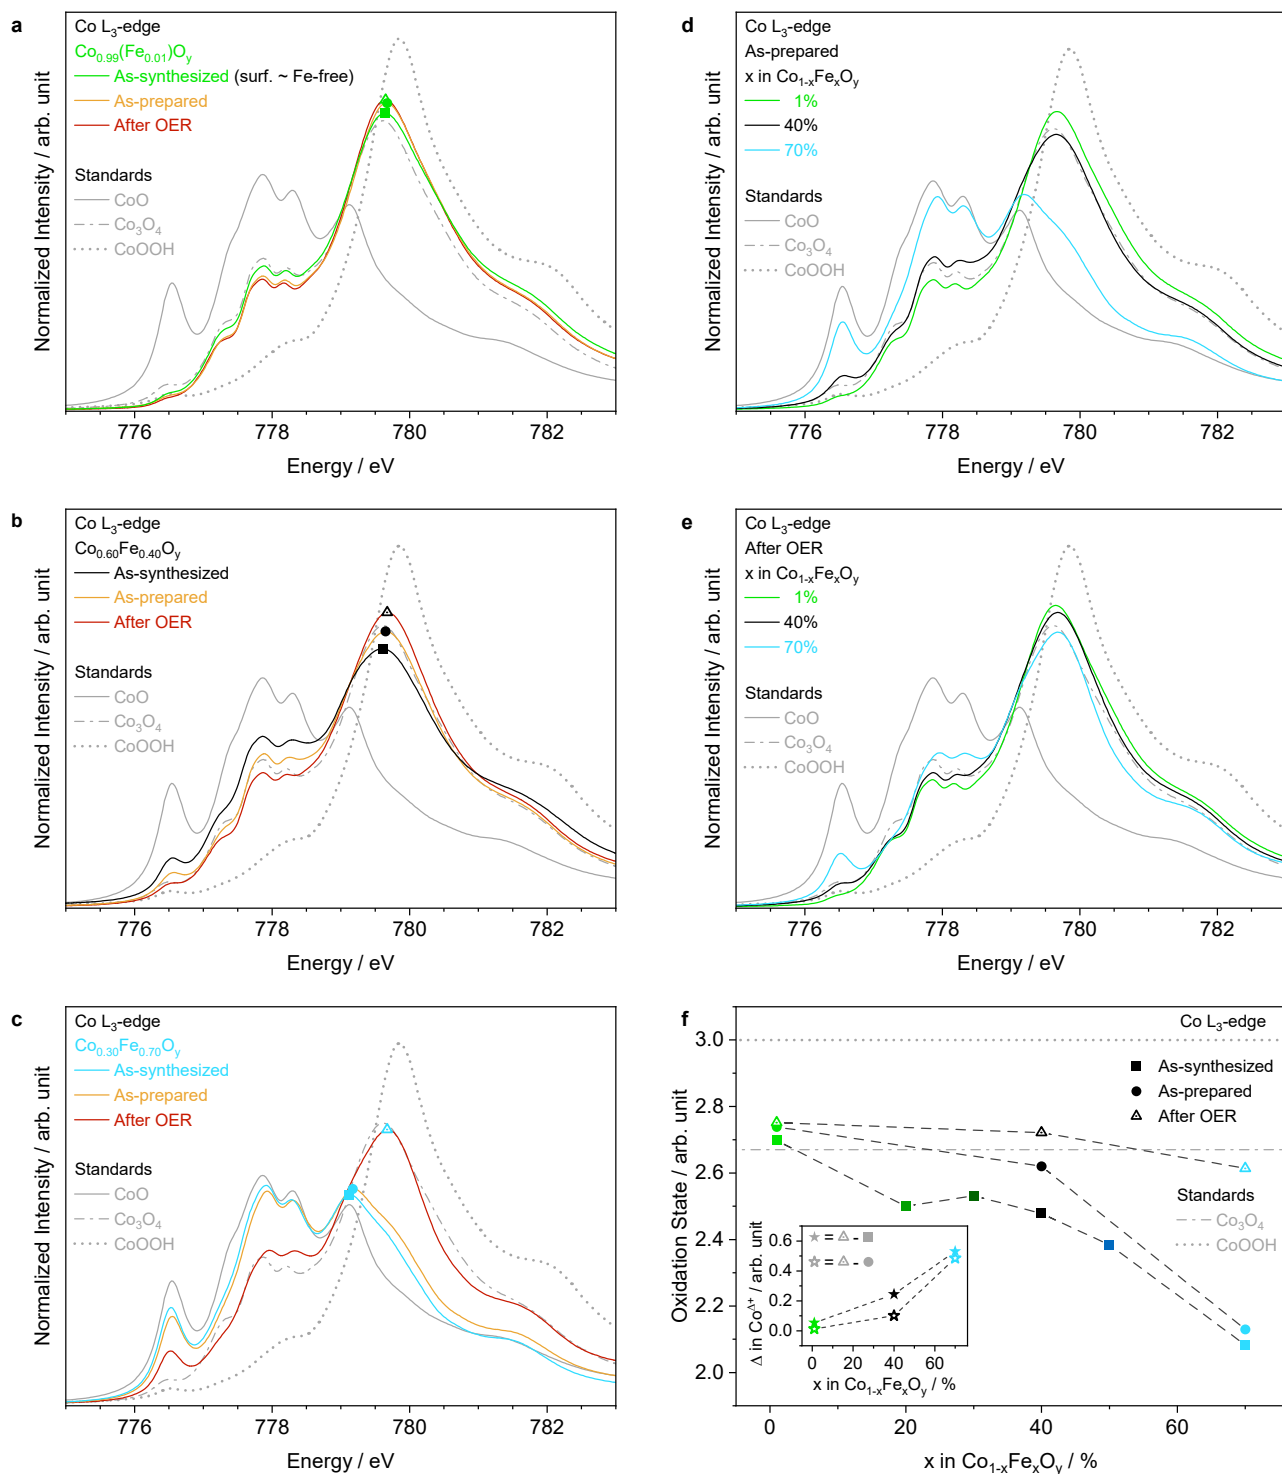 a
Co L₃-edge
Co₀.₉₉(Fe₀.₀₁)Oᵧ
As-synthesized (surf. ~ Fe-free)
As-prepared
After OER
Standards
CoO
Co₃O₄
CoOOH
Normalized Intensity / arb. unit
776 778 780 782
Energy / eV
b
Co L₃-edge
Co₀.₆₀Fe₀.₄₀Oᵧ
As-synthesized
As-prepared
After OER
Standards
CoO
Co₃O₄
CoOOH
Normalized Intensity / arb. unit
776 778 780 782
Energy / eV
c
Co L₃-edge
Co₀.₃₀Fe₀.₇₀Oᵧ
As-synthesized
As-prepared
After OER
Standards
CoO
Co₃O₄
CoOOH
Normalized Intensity / arb. unit
776 778 780 782
Energy / eV
d
Co L₃-edge
As-prepared
x in Co₁₋ₓFeₓOᵧ
1%
40%
70%
Standards
CoO
Co₃O₄
CoOOH
Normalized Intensity / arb. unit
776 778 780 782
Energy / eV
e
Co L₃-edge
After OER
x in Co₁₋ₓFeₓOᵧ
1%
40%
70%
Standards
CoO
Co₃O₄
CoOOH
Normalized Intensity / arb. unit
776 778 780 782
Energy / eV
f
Co L₃-edge
As-synthesized
As-prepared
After OER
Standards
Co₃O₄
CoOOH
Oxidation State / arb. unit
3.0
2.8
2.6
2.4
2.2
2.0
0 20 40 60
x in Co₁₋ₓFeₓOᵧ / %
★ = △ - ■
☆ = △ - ●
Δ in Co^Δ+ / arb. unit
0.6
0.4
0.2
0.0
0 20 40 60
x in Co₁₋ₓFeₓOᵧ / %